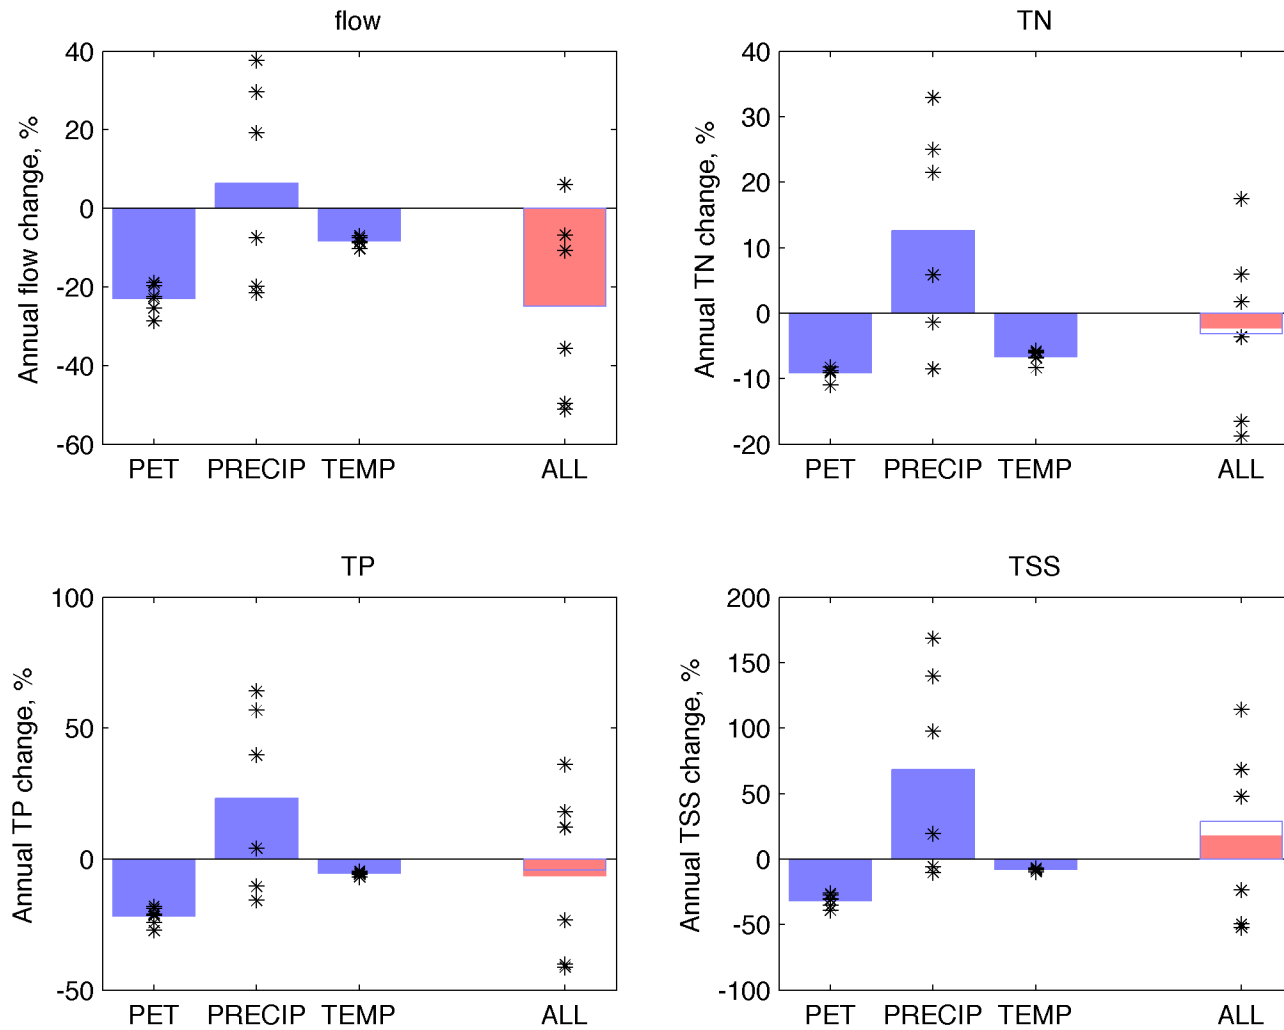 flow
Annual flow change, %
40
20
0
-20
-40
-60
PET PRECIP TEMP ALL
TN
Annual TN change, %
40
30
20
10
0
-10
-20
PET PRECIP TEMP ALL
TP
Annual TP change, %
100
50
0
-50
PET PRECIP TEMP ALL
TSS
Annual TSS change, %
200
150
100
50
0
-50
-100
PET PRECIP TEMP ALL